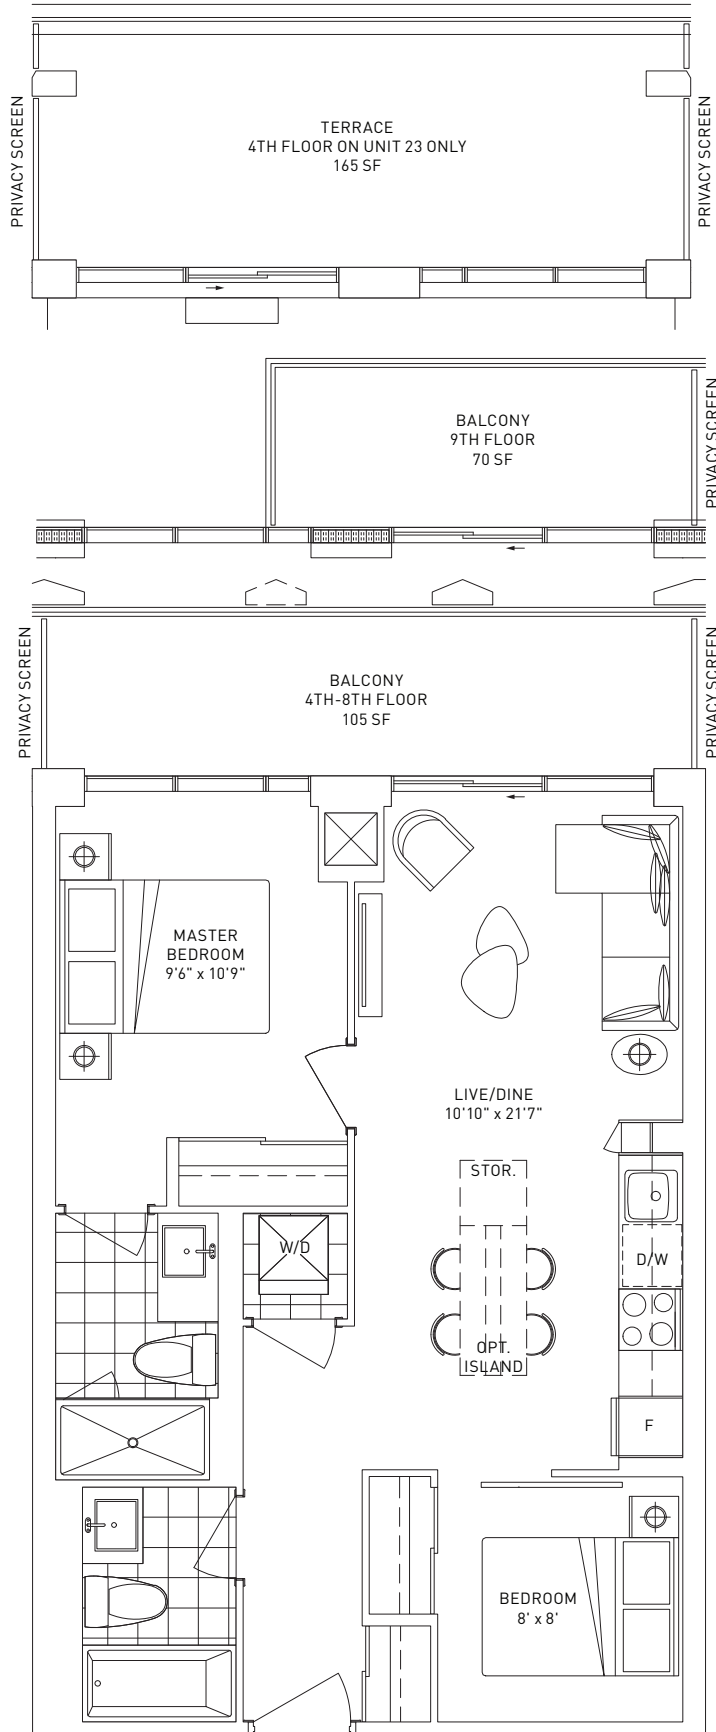 PRIVACY SCREEN
TERRACE
4TH FLOOR ON UNIT 23 ONLY
165 SF
PRIVACY SCREEN
BALCONY
9TH FLOOR
70 SF
PRIVACY SCREEN
PRIVACY SCREEN
BALCONY
4TH-8TH FLOOR
105 SF
PRIVACY SCREEN
MASTER
BEDROOM
9'6" x 10'9"
LIVE/DINE
10'10" x 21'7"
STOR.
W/D
D/W
OPT.
ISLAND
F
BEDROOM
8' x 8'